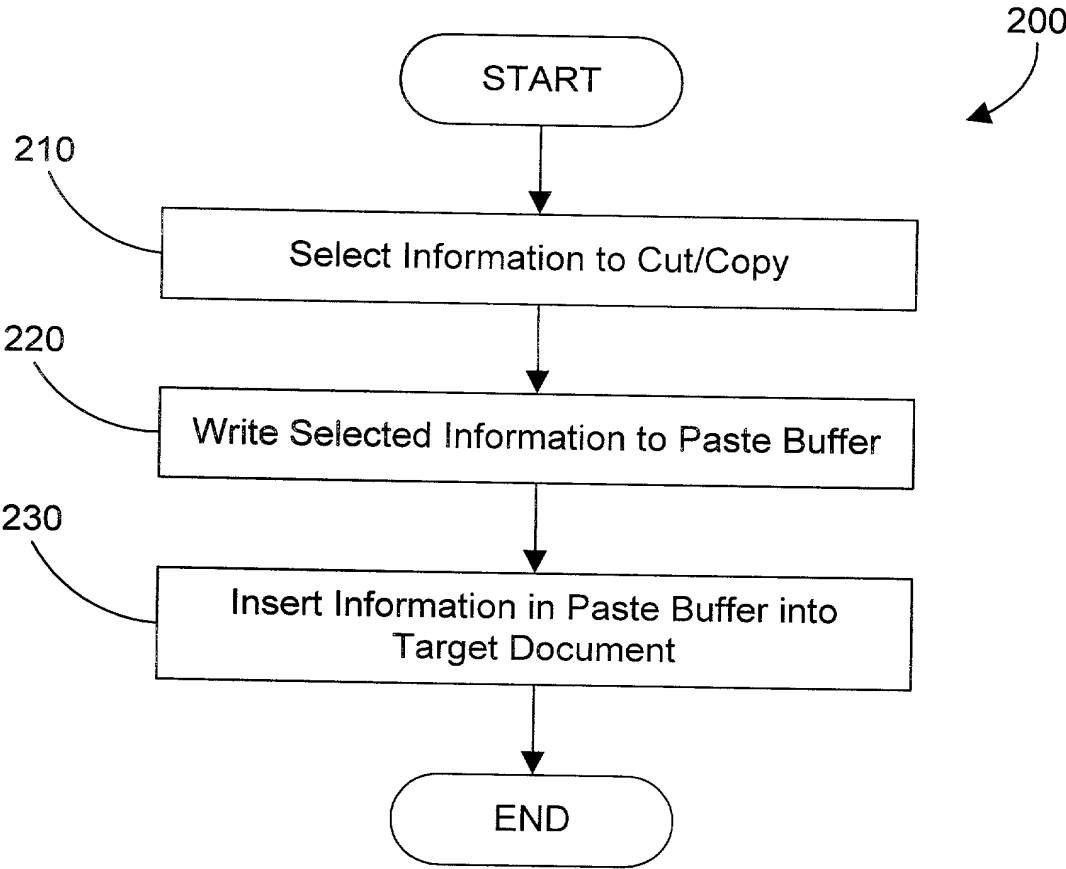 200
START
210
Select Information to Cut/Copy
220
Write Selected Information to Paste Buffer
230
Insert Information in Paste Buffer into
Target Document
END